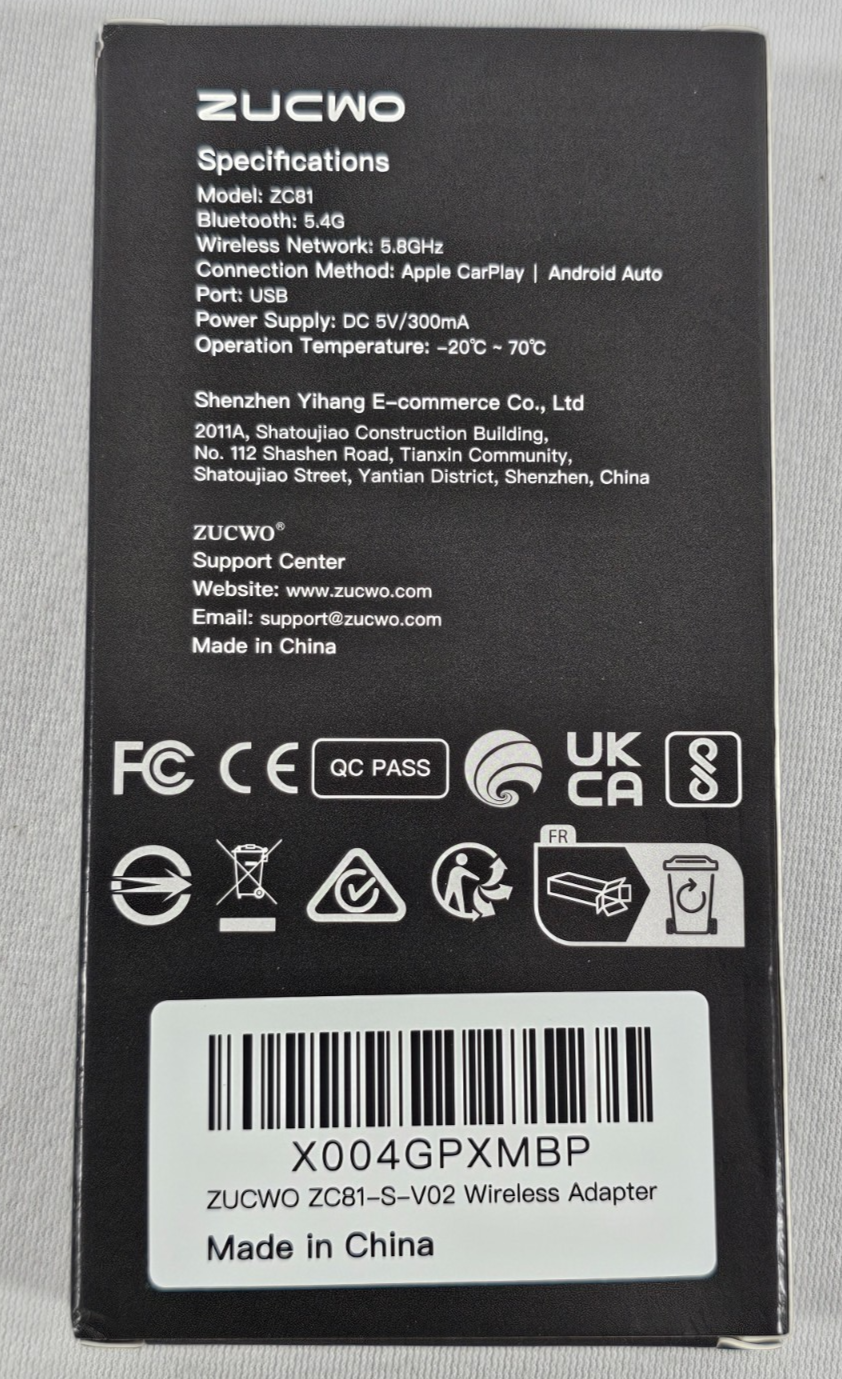 ZUCWO
Specifications
Model: ZC81
Bluetooth: 5.4G
Wireless Network: 5.8GHz
Connection Method: Apple CarPlay | Android Auto
Port: USB
Power Supply: DC 5V/300mA
Operation Temperature: -20℃ ~ 70℃
Shenzhen Yihang E-commerce Co., Ltd
2011A, Shatoujiao Construction Building,
No. 112 Shashen Road, Tianxin Community,
Shatoujiao Street, Yantian District, Shenzhen, China
ZUCWO®
Support Center
Website: www.zucwo.com
Email: support@zucwo.com
Made in China
FC CE QC PASS UK CA
FR
X004GPXMBP
ZUCWO ZC81-S-V02 Wireless Adapter
Made in China